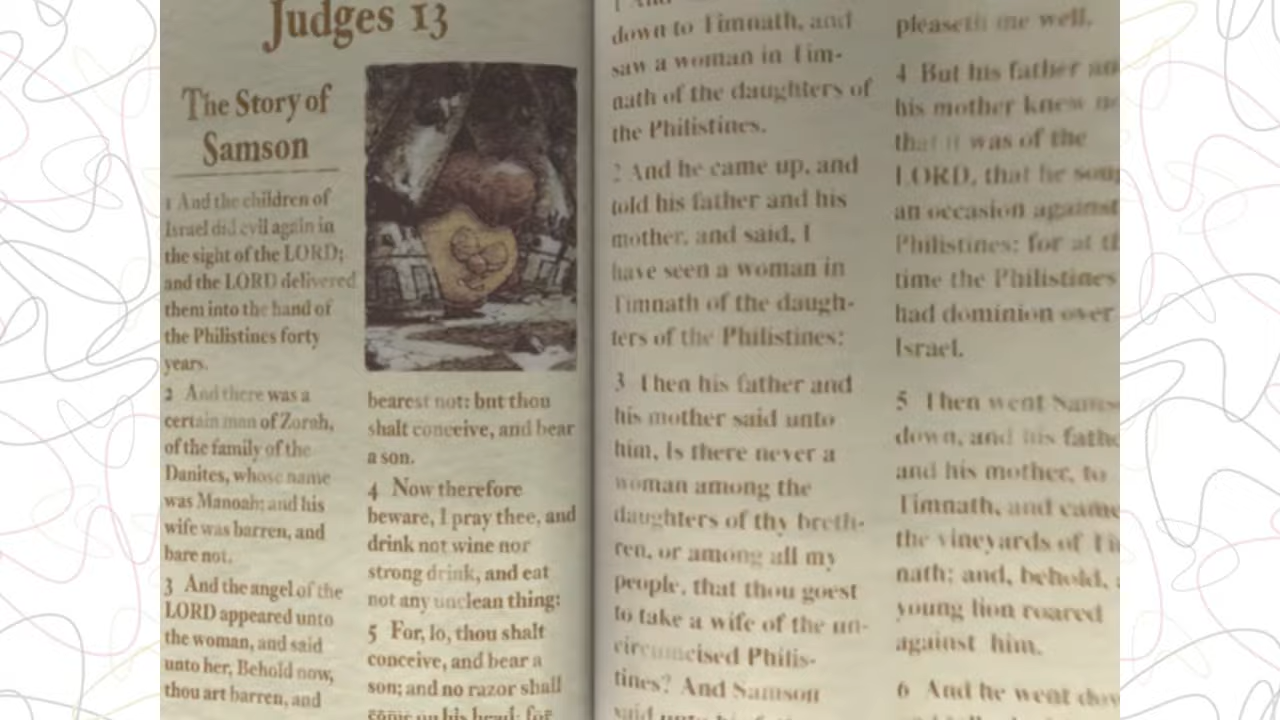 Judges 13
The Story of
Samson
1 And the children of
Israel did evil again in
the sight of the LORD;
and the LORD delivered
them into the hand of
the Philistines forty
years.
2 And there was a
certain man of Zorah,
of the family of the
Danites, whose name
was Manoah; and his
wife was barren, and
bare not.
3 And the angel of the
LORD appeared unto
the woman, and said
unto her, Behold now,
thou art barren, and
bearest not: but thou
shalt conceive, and bear
a son.
4 Now therefore
beware, I pray thee, and
drink not wine nor
strong drink, and eat
not any unclean thing:
5 For, lo, thou shalt
conceive, and bear a
son; and no razor shall
come on his head: for
down to Timnath, and
saw a woman in Tim-
nath of the daughters of
the Philistines.
2 And he came up, and
told his father and his
mother, and said, I
have seen a woman in
Timnath of the daugh-
ters of the Philistines:
3 Then his father and
his mother said unto
him, Is there never a
woman among the
daughters of thy breth-
ren, or among all my
people, that thou goest
to take a wife of the un-
circumcised Philis-
tines? And Samson
said unto his
pleaseth me well.
4 But his father
his mother knew
that it was of the
LORD, that he
an occasion against
Philistines: for at
time the Philistines
had dominion over
Israel.
5 Then went
down, and his
and his mother, to
Timnath, and came
the vineyards of
nath: and, behold,
young lion roared
against him.
6 And he went